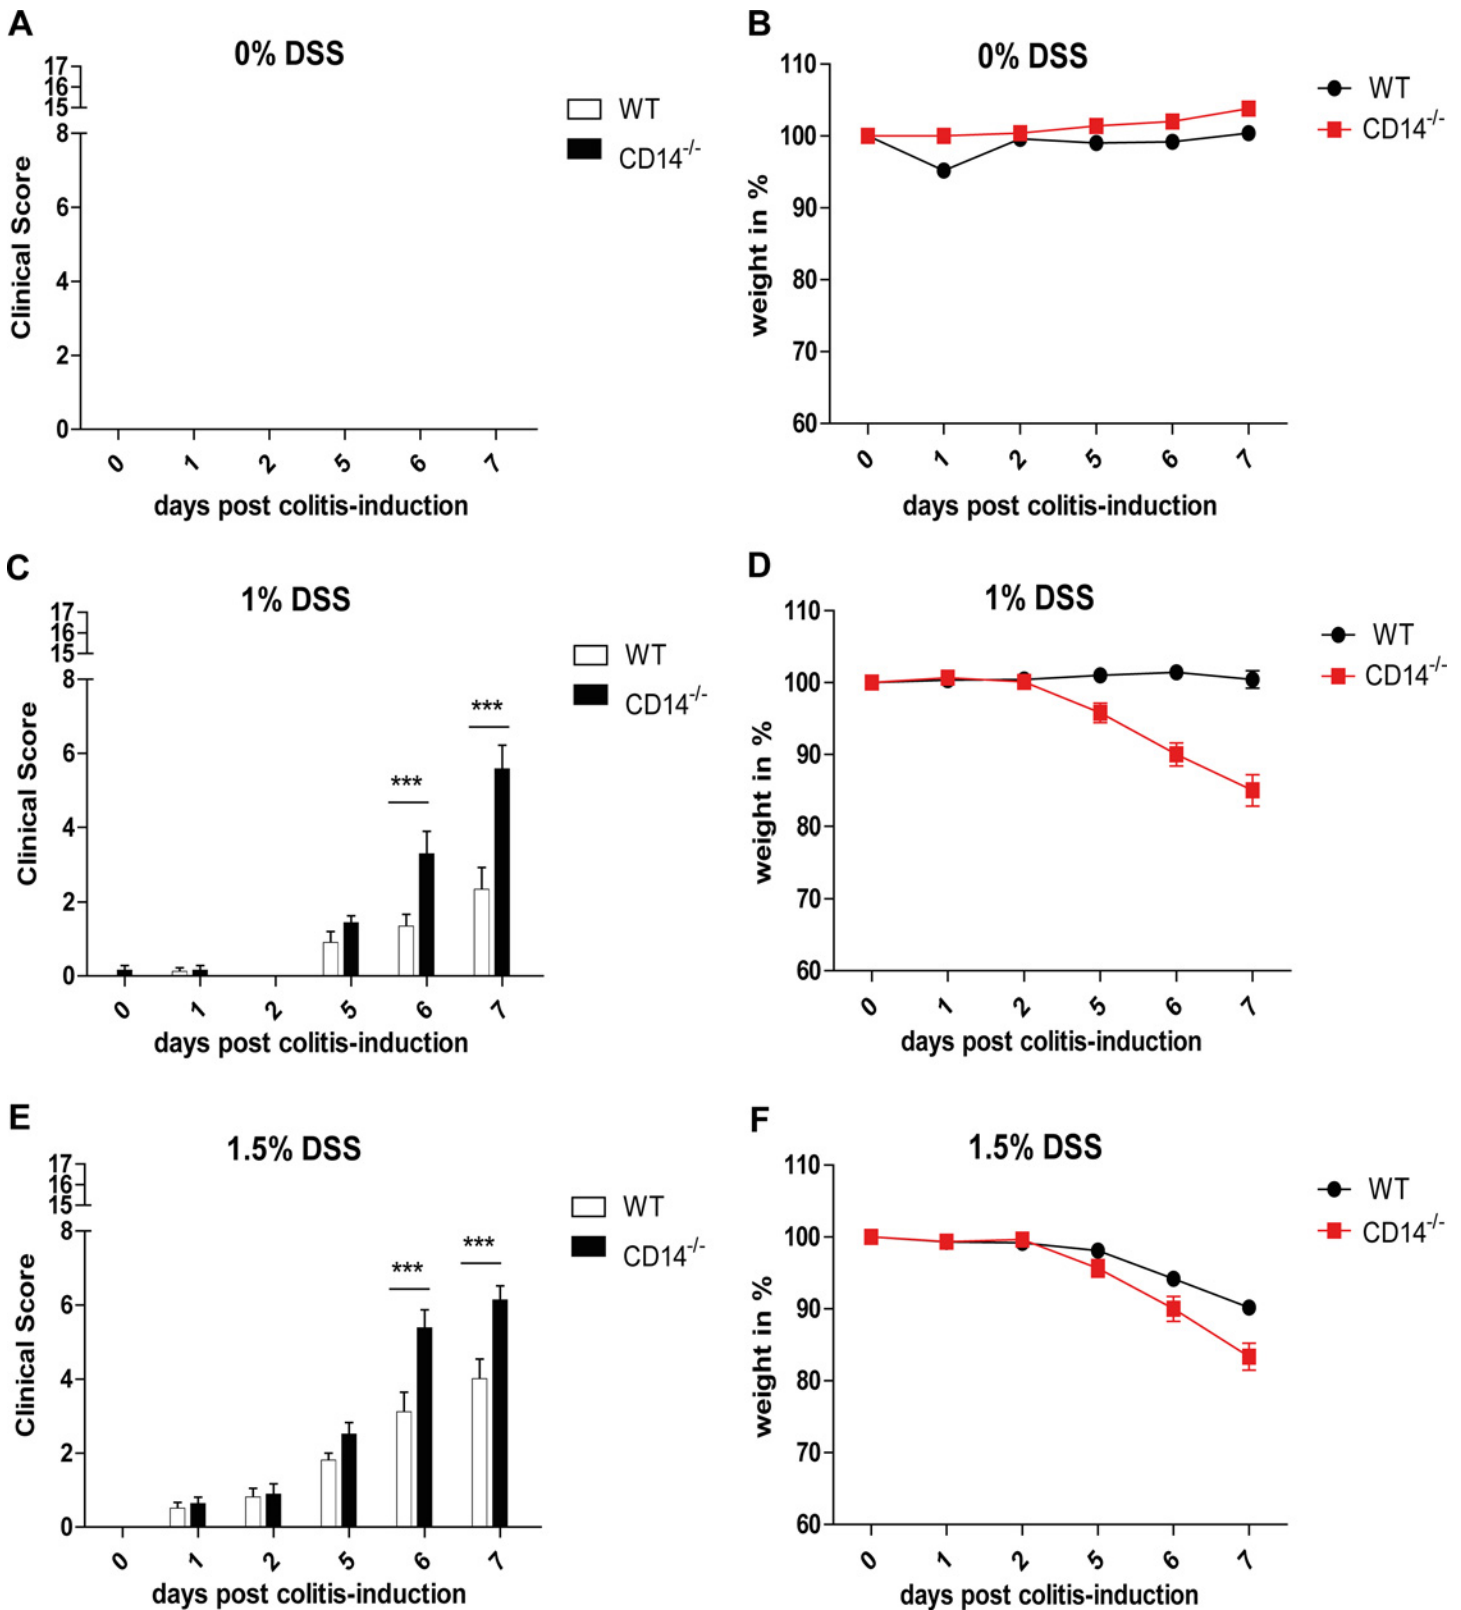 A
0% DSS
17
16
15
8
6
4
2
0
Clinical Score
WT
CD14-/-
0 1 2 5 6 7
days post colitis-induction
B
0% DSS
110
100
90
80
70
60
weight in %
WT
CD14-/-
0 1 2 5 6 7
days post colitis-induction
C
1% DSS
17
16
15
8
6
4
2
0
Clinical Score
WT
CD14-/-
***
***
0 1 2 5 6 7
days post colitis-induction
D
1% DSS
110
100
90
80
70
60
weight in %
WT
CD14-/-
0 1 2 5 6 7
days post colitis-induction
E
1.5% DSS
17
16
15
8
6
4
2
0
Clinical Score
WT
CD14-/-
***
***
0 1 2 5 6 7
days post colitis-induction
F
1.5% DSS
110
100
90
80
70
60
weight in %
WT
CD14-/-
0 1 2 5 6 7
days post colitis-induction